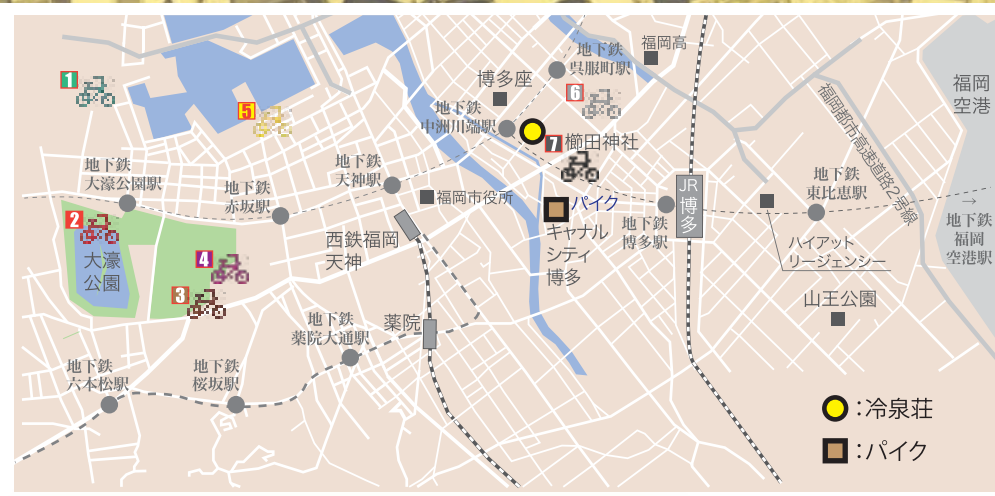 福岡高
地下鉄
呉服町駅
博多座
福岡
空港
1
5
6
地下鉄
中洲川端駅
7
櫛田神社
福岡都市高速道路2号線
地下鉄
大濠公園駅
地下鉄
赤坂駅
地下鉄
天神駅
福岡市役所
パイク
キャナル
シティ
博多
地下鉄
博多駅
JR
博
多
地下鉄
東比恵駅
→
地下鉄
福岡
空港駅
2
大濠
公園
4
3
西鉄福岡
天神
ハイアット
リージェンシー
山王公園
薬院
地下鉄
薬院大通駅
地下鉄
六本松駅
地下鉄
桜坂駅
:冷泉荘
:パイク